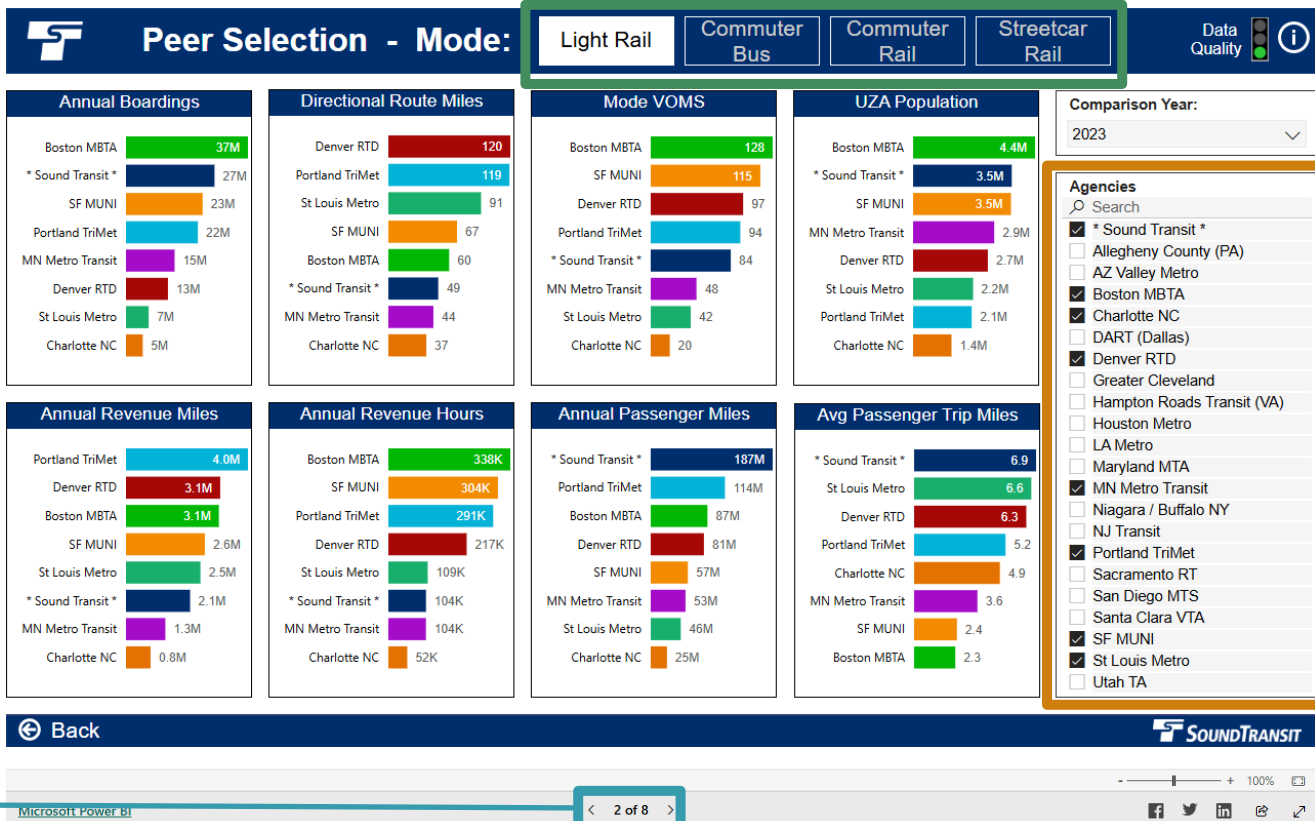 Peer Selection - Mode:
Light Rail
Commuter
Bus
Commuter
Rail
Streetcar
Rail
Data
Quality
Annual Boardings
Boston MBTA 37M
* Sound Transit * 27M
SF MUNI 23M
Portland TriMet 22M
MN Metro Transit 15M
Denver RTD 13M
St Louis Metro 7M
Charlotte NC 5M
Directional Route Miles
Denver RTD 120
Portland TriMet 119
St Louis Metro 91
SF MUNI 67
Boston MBTA 60
* Sound Transit * 49
MN Metro Transit 44
Charlotte NC 37
Mode VOMS
Boston MBTA 128
SF MUNI 115
Denver RTD 97
Portland TriMet 94
* Sound Transit * 84
MN Metro Transit 48
St Louis Metro 42
Charlotte NC 20
UZA Population
Boston MBTA 4.4M
* Sound Transit * 3.5M
SF MUNI 3.5M
MN Metro Transit 2.9M
Denver RTD 2.7M
St Louis Metro 2.2M
Portland TriMet 2.1M
Charlotte NC 1.4M
Comparison Year:
2023
Agencies
Search
* Sound Transit *
Allegheny County (PA)
AZ Valley Metro
Boston MBTA
Charlotte NC
DART (Dallas)
Denver RTD
Greater Cleveland
Hampton Roads Transit (VA)
Houston Metro
LA Metro
Maryland MTA
MN Metro Transit
Niagara / Buffalo NY
NJ Transit
Portland TriMet
Sacramento RT
San Diego MTS
Santa Clara VTA
SF MUNI
St Louis Metro
Utah TA
Annual Revenue Miles
Portland TriMet 4.0M
Denver RTD 3.1M
Boston MBTA 3.1M
SF MUNI 2.6M
St Louis Metro 2.5M
* Sound Transit * 2.1M
MN Metro Transit 1.3M
Charlotte NC 0.8M
Annual Revenue Hours
Boston MBTA 338K
SF MUNI 304K
Portland TriMet 291K
Denver RTD 217K
St Louis Metro 109K
* Sound Transit * 104K
MN Metro Transit 104K
Charlotte NC 52K
Annual Passenger Miles
* Sound Transit * 187M
Portland TriMet 114M
Boston MBTA 87M
Denver RTD 81M
SF MUNI 57M
MN Metro Transit 53M
St Louis Metro 46M
Charlotte NC 25M
Avg Passenger Trip Miles
* Sound Transit * 6.9
St Louis Metro 6.6
Denver RTD 6.3
Portland TriMet 5.2
Charlotte NC 4.9
MN Metro Transit 3.6
SF MUNI 2.4
Boston MBTA 2.3
Back
SOUNDTRANSIT
- + 100%
Microsoft Power BI
< 2 of 8 >